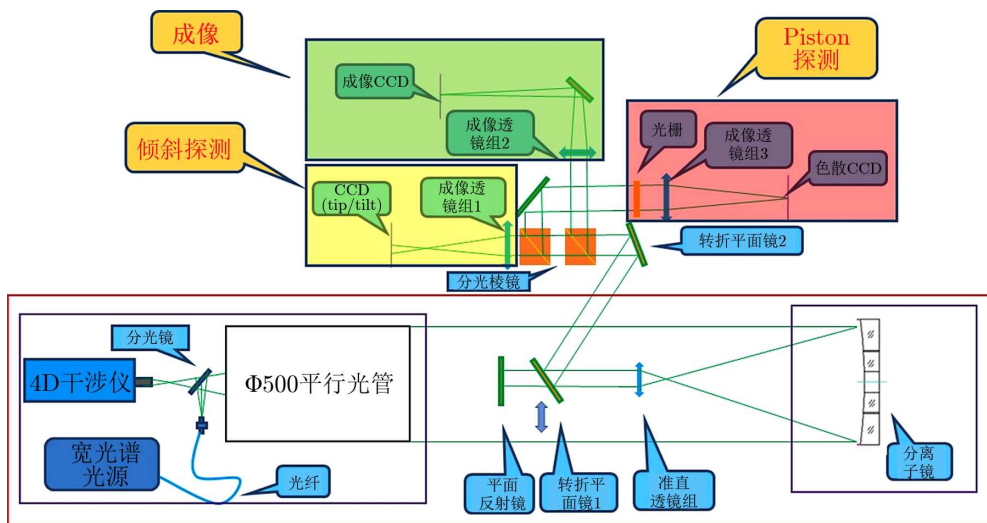 成像
Piston
探测
成像CCD
成像透
镜组2
光栅
成像透
镜组3
色散CCD
倾斜探测
CCD
(tip/tilt)
成像透
镜组1
转折平面镜2
分光棱镜
分光镜
4D干涉仪
Φ500平行光管
宽光谱
光源
光纤
平面
反射镜
转折平
面镜1
准直
透镜组
分离
子镜